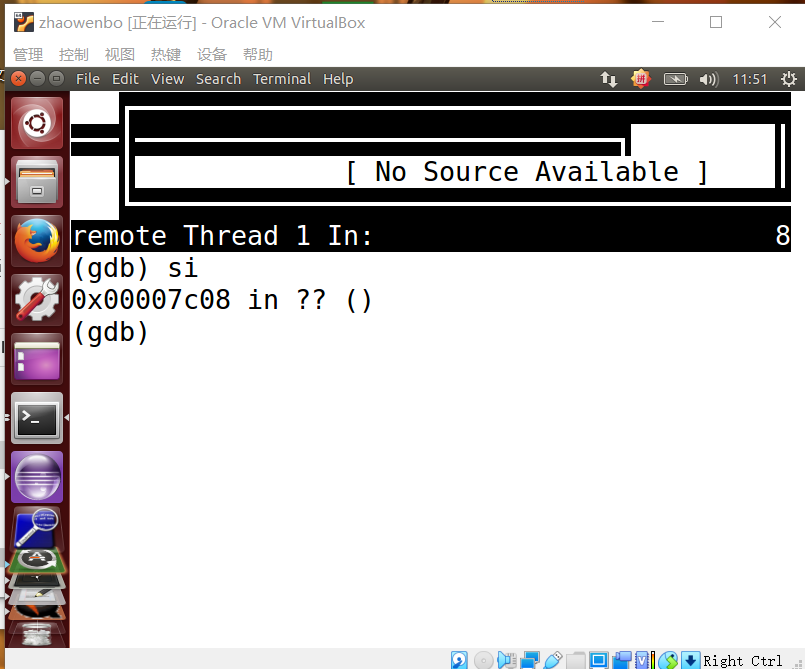 zhaowenbo [正在运行] - Oracle VM VirtualBox
管理 控制 视图 热键 设备 帮助
File Edit View Search Terminal Help 11:51
[ No Source Available ]
remote Thread 1 In: 8
(gdb) si
0x00007c08 in ?? ()
(gdb)
Right Ctrl